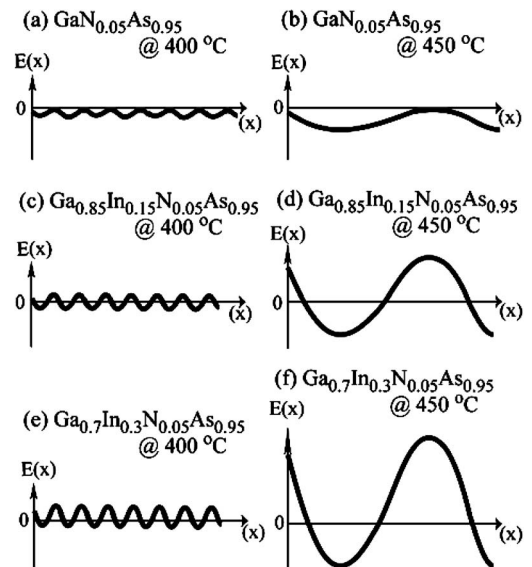 (a) GaN0.05As0.95
@ 400 °C
E(x)
0
(x)
(b) GaN0.05As0.95
@ 450 °C
E(x)
0
(x)
(c) Ga0.85In0.15N0.05As0.95
@ 400 °C
E(x)
0
(x)
(d) Ga0.85In0.15N0.05As0.95
@ 450 °C
E(x)
0
(x)
(e) Ga0.7In0.3N0.05As0.95
@ 400 °C
E(x)
0
(x)
(f) Ga0.7In0.3N0.05As0.95
@ 450 °C
E(x)
0
(x)